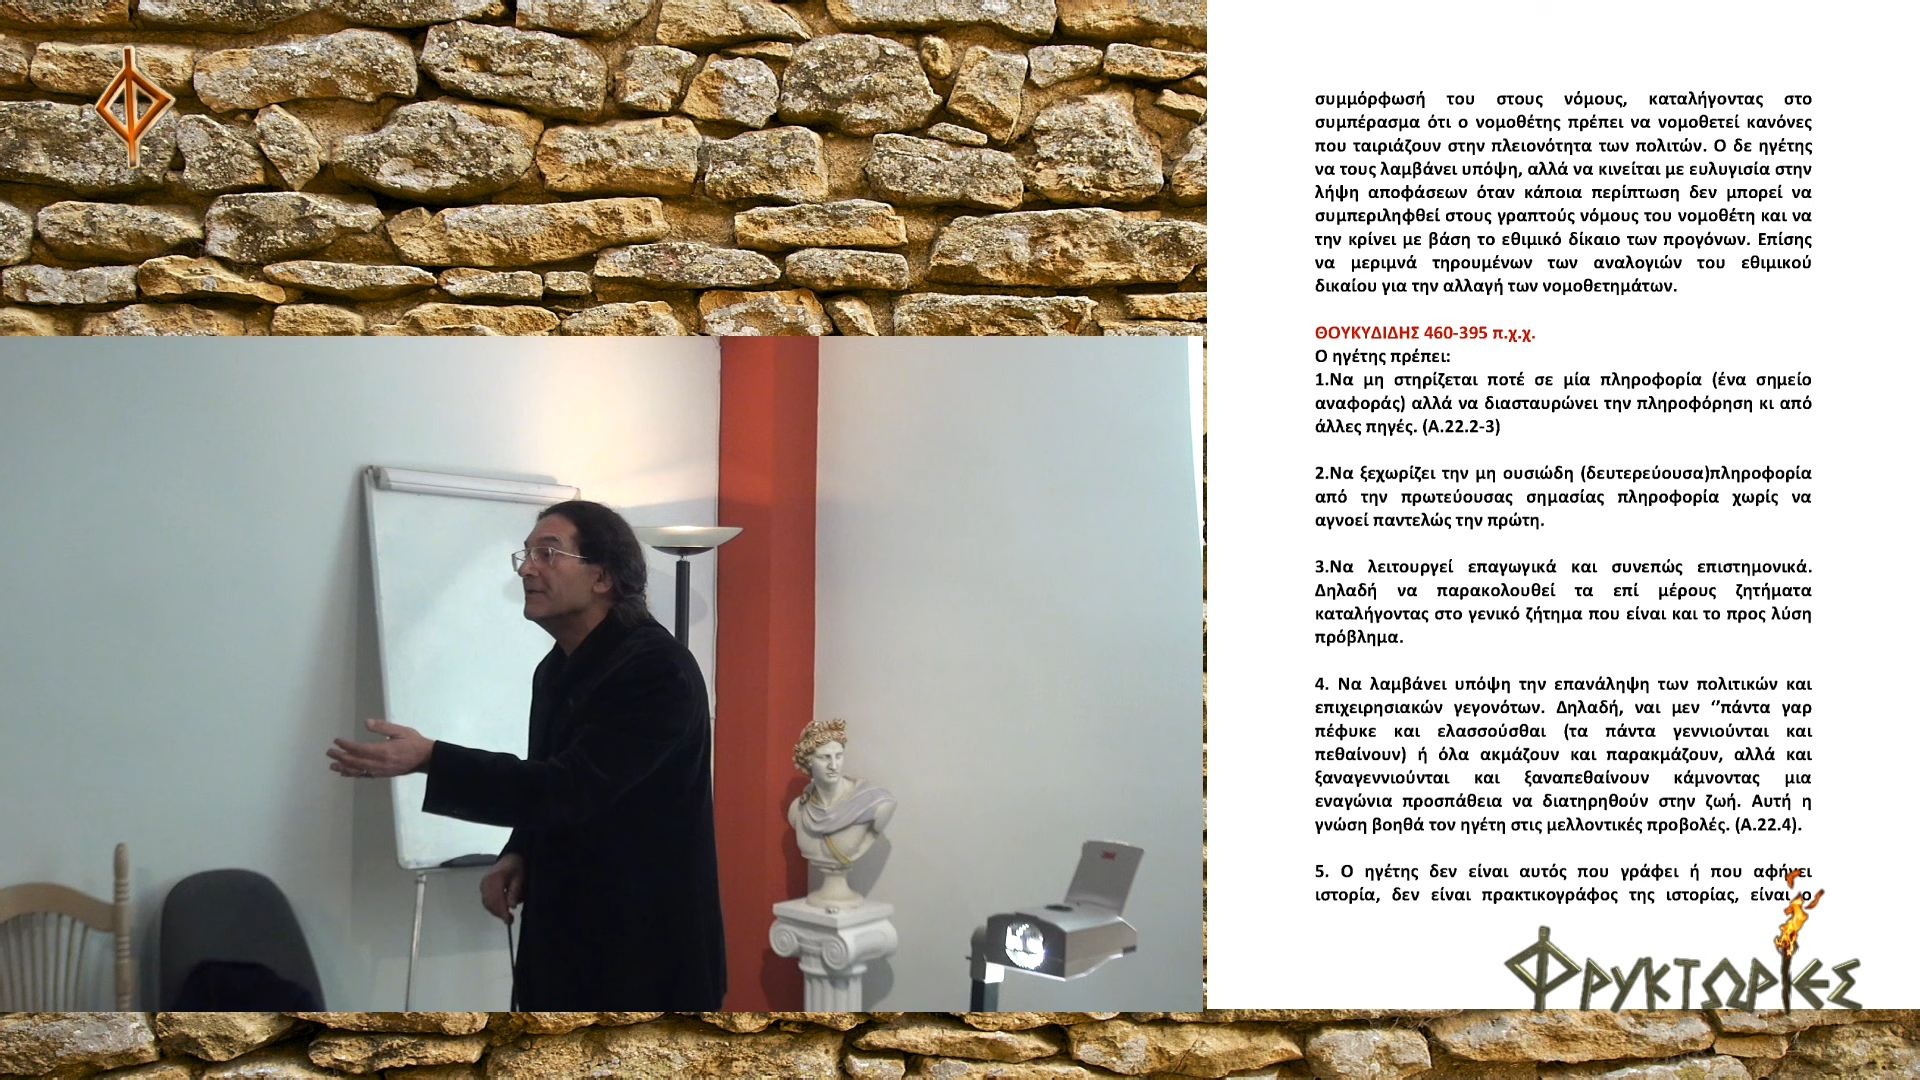 συμμόρφωσή του στους νόμους, καταλήγοντας στο
συμπέρασμα ότι ο νομοθέτης πρέπει να νομοθετεί κανόνες
που ταιριάζουν στην πλειονότητα των πολιτών. Ο δε ηγέτης
να τους λαμβάνει υπόψη, αλλά να κινείται με ευλυγισία στην
λήψη αποφάσεων όταν κάποια περίπτωση δεν μπορεί να
συμπεριληφθεί στους γραπτούς νόμους του νομοθέτη και να
την κρίνει με βάση το εθιμικό δίκαιο των προγόνων. Επίσης
να μεριμνά τηρουμένων των αναλογιών του εθιμικού
δικαίου για την αλλαγή των νομοθετημάτων.
ΘΟΥΚΥΔΙΔΗΣ 460-395 π.χ.χ.
Ο ηγέτης πρέπει:
1.Να μη στηρίζεται ποτέ σε μία πληροφορία (ένα σημείο
αναφοράς) αλλά να διασταυρώνει την πληροφόρηση κι από
άλλες πηγές. (Α.22.2-3)
2.Να ξεχωρίζει την μη ουσιώδη (δευτερεύουσα)πληροφορία
από την πρωτεύουσας σημασίας πληροφορία χωρίς να
αγνοεί παντελώς την πρώτη.
3.Να λειτουργεί επαγωγικά και συνεπώς επιστημονικά.
Δηλαδή να παρακολουθεί τα επί μέρους ζητήματα
καταλήγοντας στο γενικό ζήτημα που είναι και το προς λύση
πρόβλημα.
4. Να λαμβάνει υπόψη την επανάληψη των πολιτικών και
επιχειρησιακών γεγονότων. Δηλαδή, ναι μεν ‘’πάντα γαρ
πέφυκε και ελασσούσθαι (τα πάντα γεννιούνται και
πεθαίνουν) ή όλα ακμάζουν και παρακμάζουν, αλλά και
ξαναγεννιούνται και ξαναπεθαίνουν κάμνοντας μια
εναγώνια προσπάθεια να διατηρηθούν στην ζωή. Αυτή η
γνώση βοηθά τον ηγέτη στις μελλοντικές προβολές. (Α.22.4).
5. Ο ηγέτης δεν είναι αυτός που γράφει ή που αφήνει
ιστορία, δεν είναι πρακτικογράφος της ιστορίας, είναι ο
ΦΡΥΚΤΩΡΙΕΣ